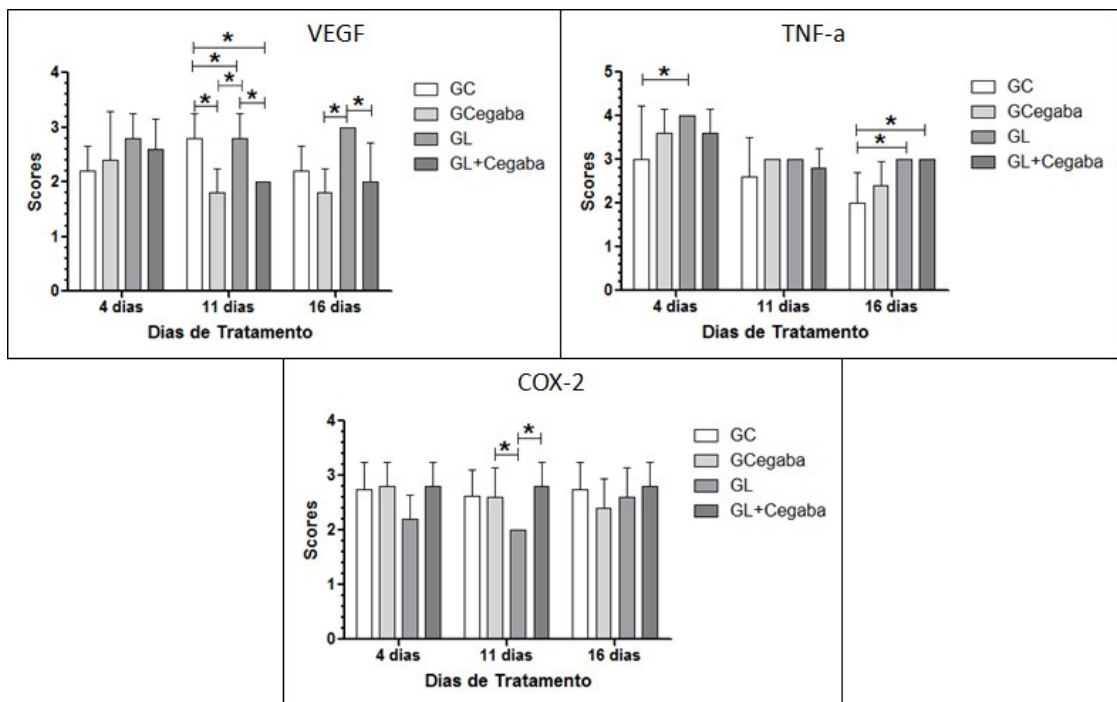 VEGF
* * * * * * *
4
3
2
1
0
Scores
4 dias 11 dias 16 dias
Dias de Tratamento
GC
GCegaba
GL
GL+Cegaba
TNF-a
* * *
5
4
3
2
1
0
Scores
4 dias 11 dias 16 dias
Dias de Tratamento
GC
GCegaba
GL
GL+Cegaba
COX-2
* *
4
3
2
1
0
Scores
4 dias 11 dias 16 dias
Dias de Tratamento
GC
GCegaba
GL
GL+Cegaba